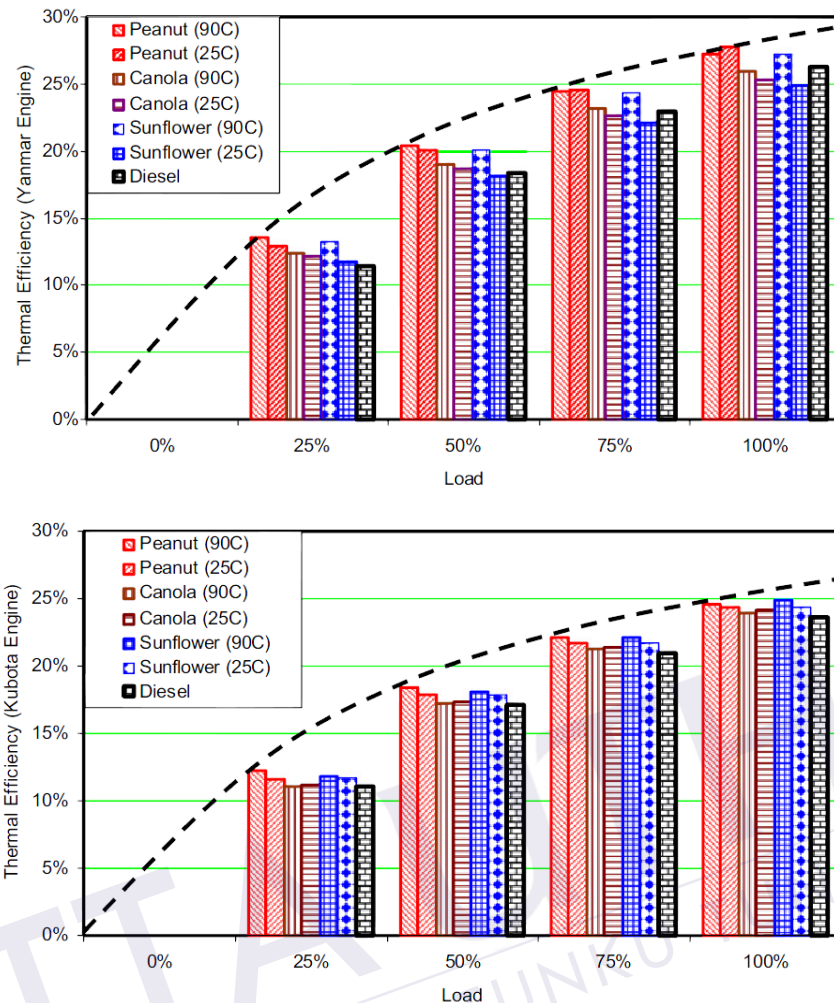 30%
25%
20%
15%
10%
5%
0%
Thermal Efficiency (Yanmar Engine)
Peanut (90C)
Peanut (25C)
Canola (90C)
Canola (25C)
Sunflower (90C)
Sunflower (25C)
Diesel
0% 25% 50% 75% 100%
Load
30%
25%
20%
15%
10%
5%
0%
Thermal Efficiency (Kubota Engine)
Peanut (90C)
Peanut (25C)
Canola (90C)
Canola (25C)
Sunflower (90C)
Sunflower (25C)
Diesel
0% 25% 50% 75% 100%
Load